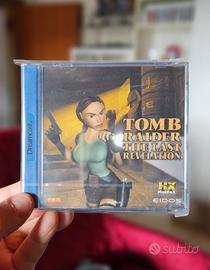 Dreamcast
TOMB
RAIDER
THE LAST
REVELATION
EIDOS
subito